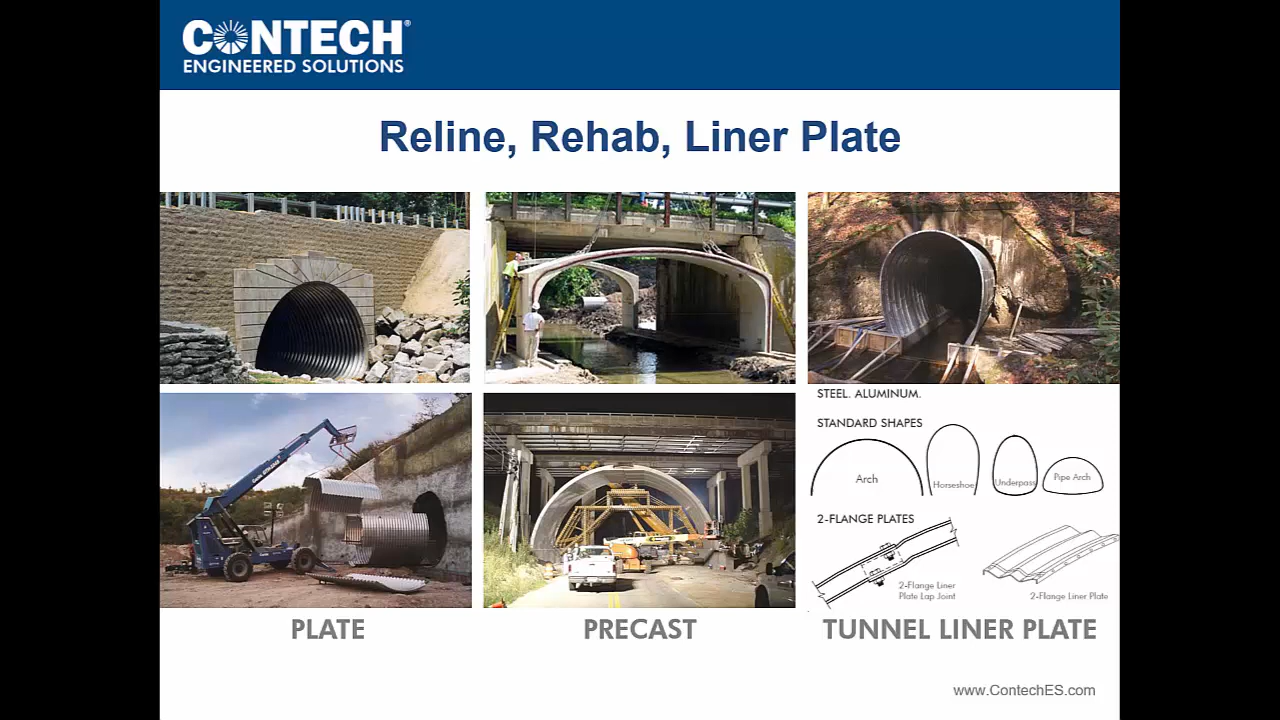 CONTECH®
ENGINEERED SOLUTIONS
Reline, Rehab, Liner Plate
STEEL. ALUMINUM.
STANDARD SHAPES
Arch
Horseshoe
Underpass
Pipe Arch
2-FLANGE PLATES
2-Flange Liner
Plate Lap Joint
2-Flange Liner Plate
PLATE
PRECAST
TUNNEL LINER PLATE
www.ContechES.com